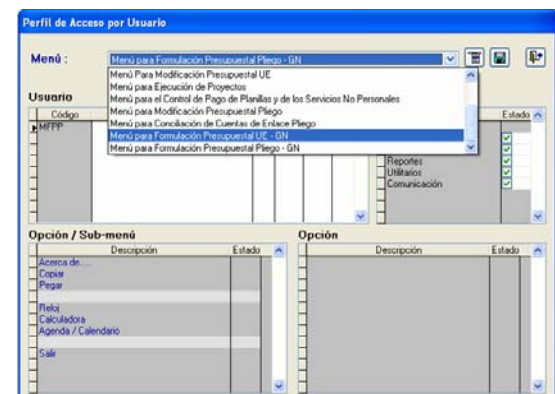 Perfil de Acceso por Usuario
Menú : Menú para Formulación Presupuestal Pliego - GN
Menú Para Modificación Presupuestal UE
Menú para Ejecución de Proyectos
Menú para el Control de Pago de Planillas y de los Servicios No Personales
Menú para Modificación Presupuestal Pliego
Menú para Conciliación de Cuentas de Enlace Pliego
Menú para Formulación Presupuestal UE - GN
Menú para Formulación Presupuestal Pliego - GN
Usuario
Código Estado
MFPP
Reportes
Utilitarios
Comunicación
Opción / Sub-menú Opción
Descripción Estado Descripción Estado
Acerca de.....
Copiar
Pegar
Reloj
Calculadora
Agenda / Calendario
Salir